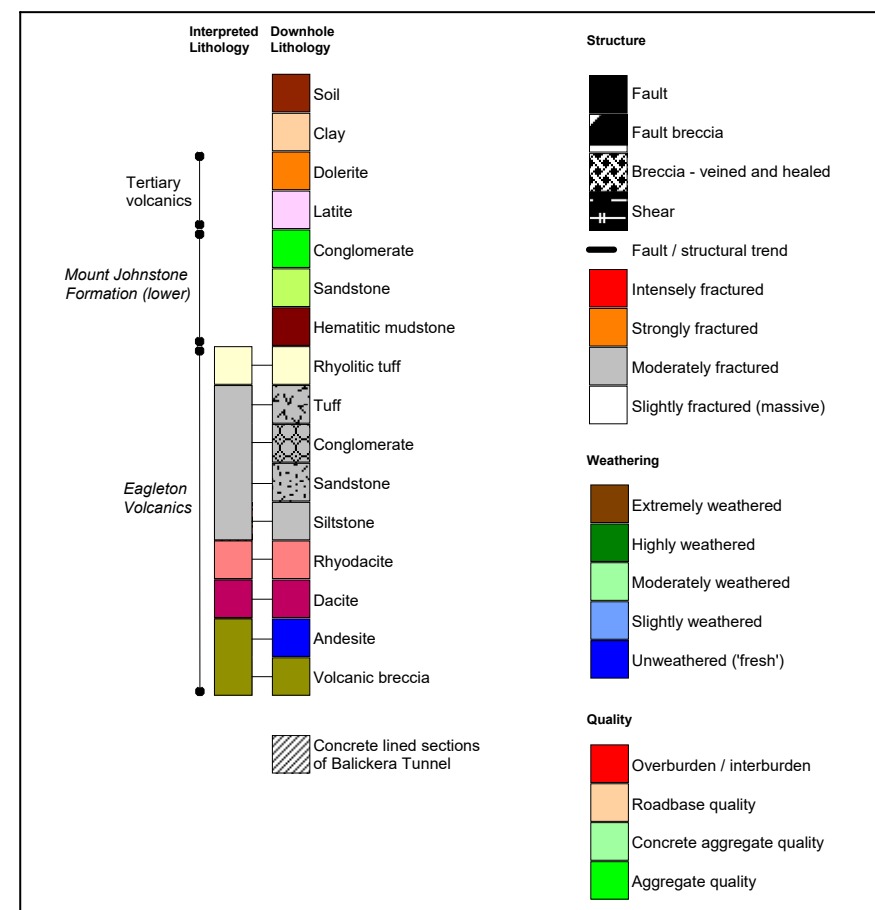 Interpreted
Lithology
Downhole
Lithology
Soil
Clay
Dolerite
Latite
Conglomerate
Sandstone
Hematitic mudstone
Rhyolitic tuff
Tuff
Conglomerate
Sandstone
Siltstone
Rhyodacite
Dacite
Andesite
Volcanic breccia
Tertiary
volcanics
Mount Johnstone
Formation (lower)
Eagleton
Volcanics
Concrete lined sections
of Balickera Tunnel
Structure
Fault
Fault breccia
Breccia - veined and healed
Shear
Fault / structural trend
Intensely fractured
Strongly fractured
Moderately fractured
Slightly fractured (massive)
Weathering
Extremely weathered
Highly weathered
Moderately weathered
Slightly weathered
Unweathered ('fresh')
Quality
Overburden / interburden
Roadbase quality
Concrete aggregate quality
Aggregate quality